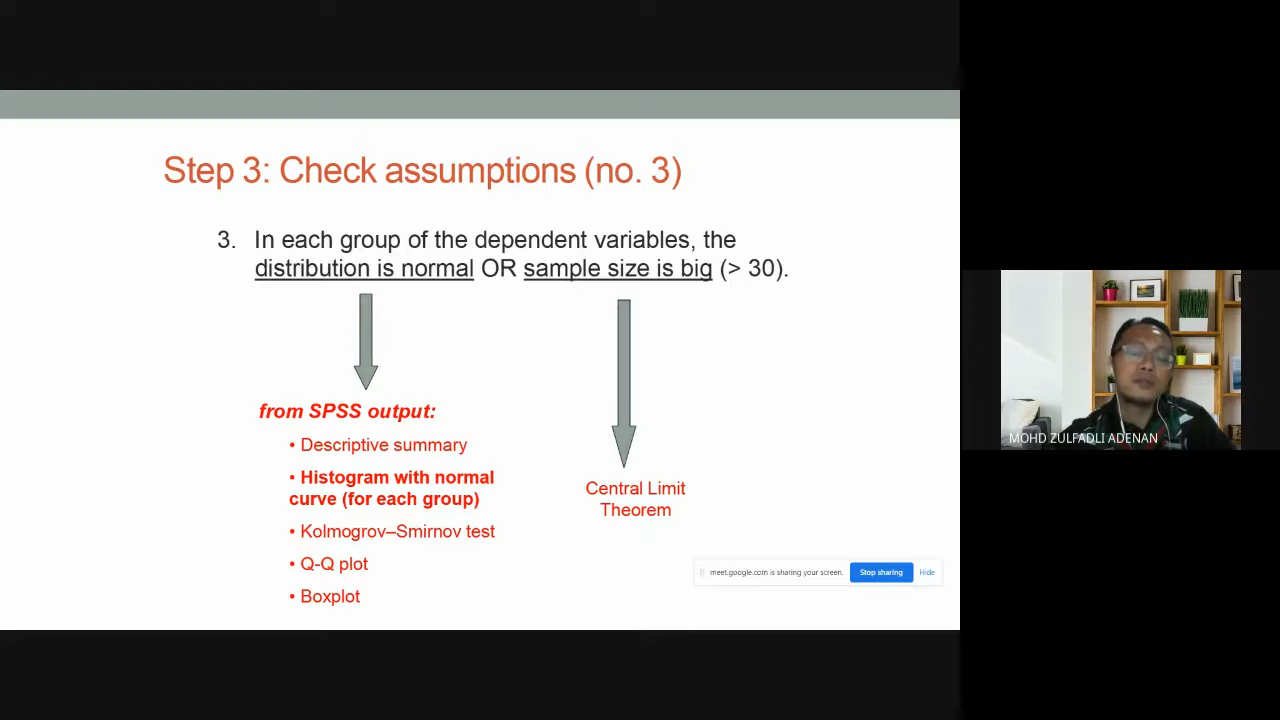 Step 3: Check assumptions (no. 3)
3. In each group of the dependent variables, the
distribution is normal OR sample size is big (> 30).
from SPSS output:
• Descriptive summary
• Histogram with normal
curve (for each group)
• Kolmogrov–Smirnov test
• Q-Q plot
• Boxplot
Central Limit
Theorem
meet.google.com is sharing your screen.
Stop sharing
Hide
MOHD ZULFADLI ADENAN